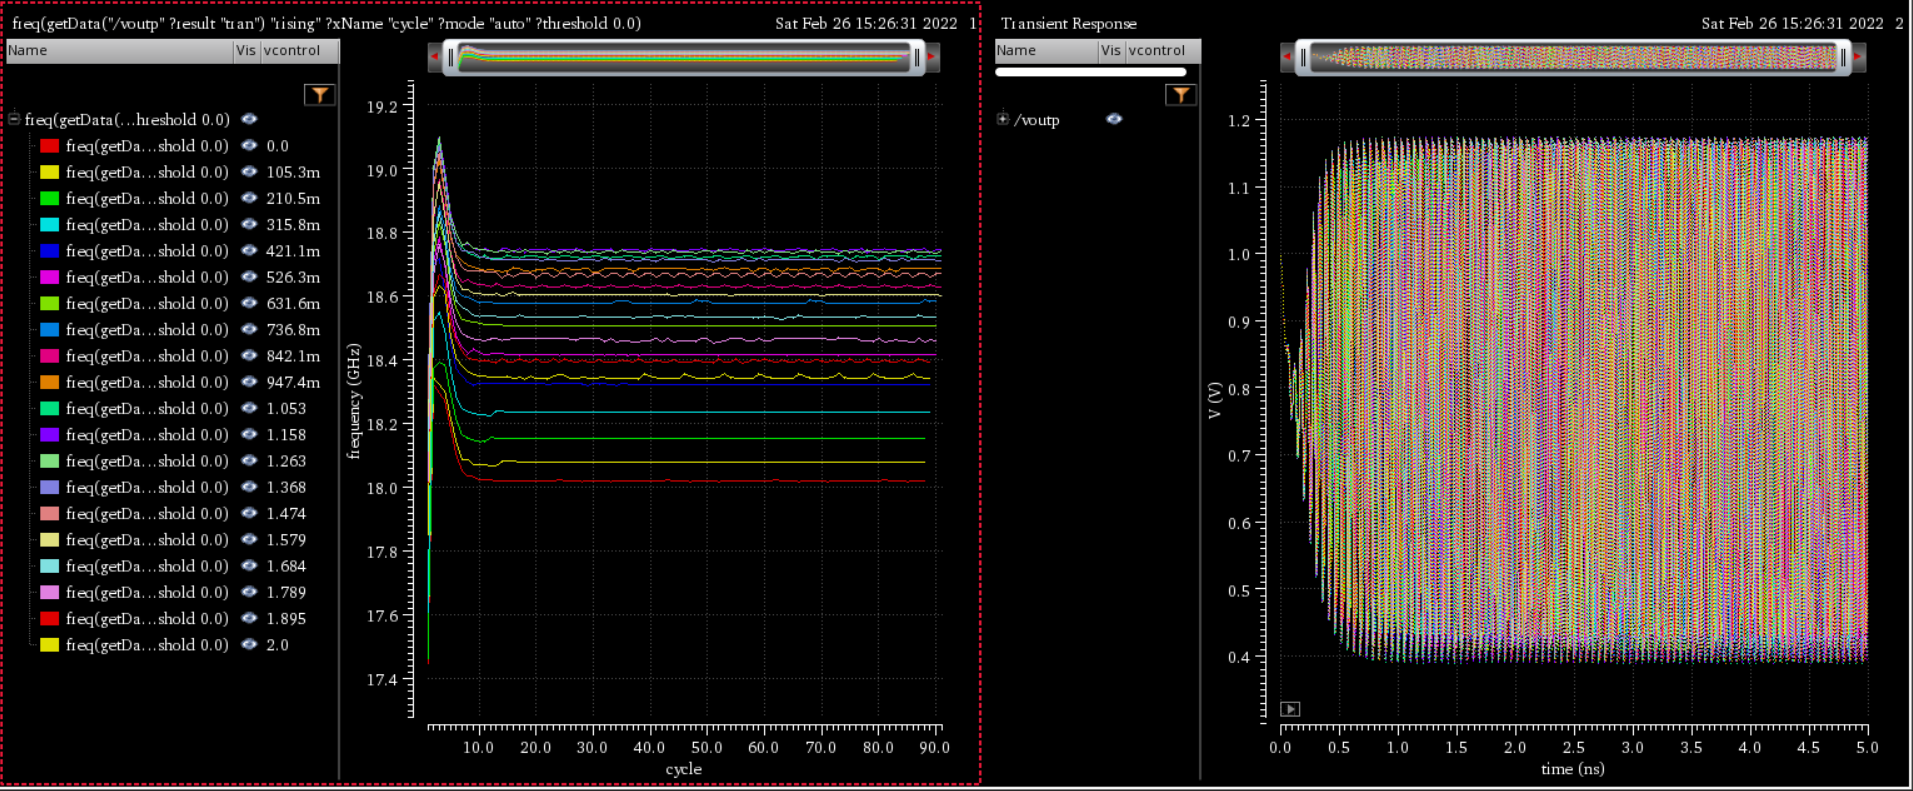 freq(getData("/voutp" ?result "tran") "rising" ?xName "cycle" ?mode "auto" ?threshold 0.0) Sat Feb 26 15:26:31 2022 1
Name Vis vcontrol
freq(getData(...hreshold 0.0)
freq(getDa...shold 0.0) 0.0
freq(getDa...shold 0.0) 105.3m
freq(getDa...shold 0.0) 210.5m
freq(getDa...shold 0.0) 315.8m
freq(getDa...shold 0.0) 421.1m
freq(getDa...shold 0.0) 526.3m
freq(getDa...shold 0.0) 631.6m
freq(getDa...shold 0.0) 736.8m
freq(getDa...shold 0.0) 842.1m
freq(getDa...shold 0.0) 947.4m
freq(getDa...shold 0.0) 1.053
freq(getDa...shold 0.0) 1.158
freq(getDa...shold 0.0) 1.263
freq(getDa...shold 0.0) 1.368
freq(getDa...shold 0.0) 1.474
freq(getDa...shold 0.0) 1.579
freq(getDa...shold 0.0) 1.684
freq(getDa...shold 0.0) 1.789
freq(getDa...shold 0.0) 1.895
freq(getDa...shold 0.0) 2.0
frequency (GHz)
19.2
19.0
18.8
18.6
18.4
18.2
18.0
17.8
17.6
17.4
10.0 20.0 30.0 40.0 50.0 60.0 70.0 80.0 90.0
cycle
Transient Response Sat Feb 26 15:26:31 2022 2
Name Vis vcontrol
/voutp
V (V)
1.2
1.1
1.0
0.9
0.8
0.7
0.6
0.5
0.4
0.0 0.5 1.0 1.5 2.0 2.5 3.0 3.5 4.0 4.5 5.0
time (ns)